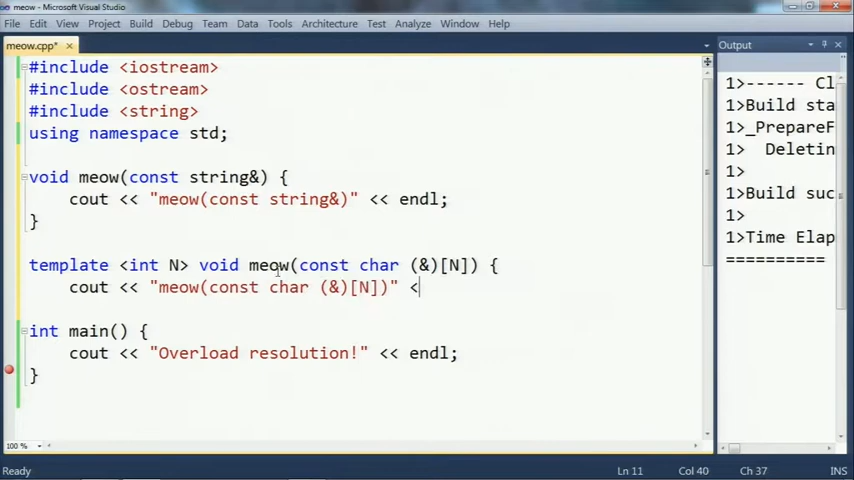 meow - Microsoft Visual Studio
File Edit View Project Build Debug Team Data Tools Architecture Test Analyze Window Help
meow.cpp*
#include <iostream>
#include <ostream>
#include <string>
using namespace std;
void meow(const string&) {
cout << "meow(const string&)" << endl;
}
template <int N> void meow(const char (&)[N]) {
cout << "meow(const char (&)[N])" <
int main() {
cout << "Overload resolution!" << endl;
}
100 %
Output
1>------ Cl
1>Build sta
1>_PrepareF
1>  Deletin
1>
1>Build suc
1>
1>Time Elap
==========
Ready Ln 11 Col 40 Ch 37 INS